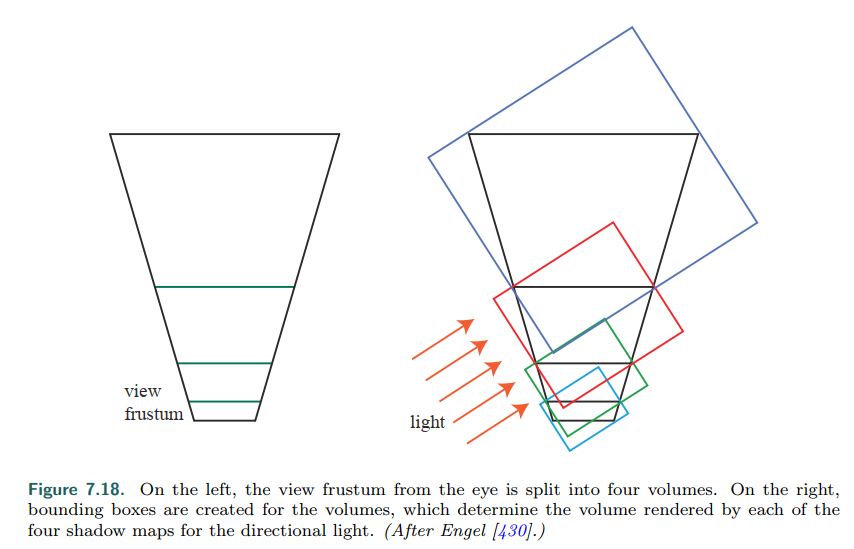 view
frustum
light
Figure 7.18. On the left, the view frustum from the eye is split into four volumes. On the right,
bounding boxes are created for the volumes, which determine the volume rendered by each of the
four shadow maps for the directional light. (After Engel [430].)